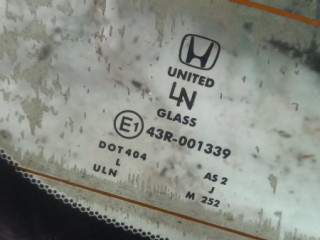 UNITED
LN
GLASS
E1 43R-001339
DOT404 AS 2
L J
ULN M 252